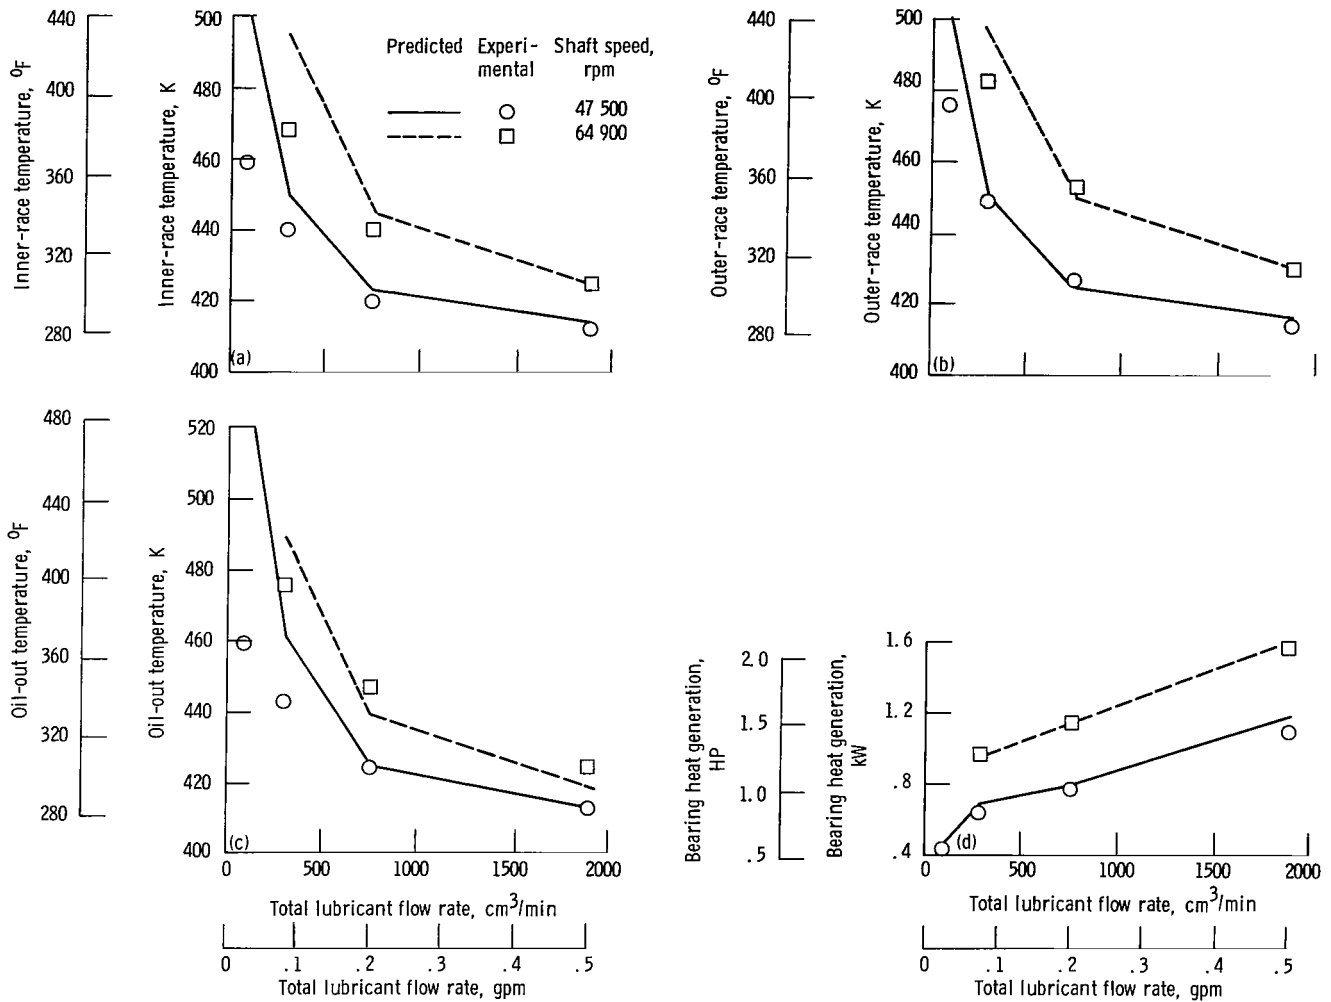 440
400
360
320
280
Inner-race temperature, °F
500
480
460
440
420
400
Inner-race temperature, K
(a)
Predicted Experi- Shaft speed,
mental rpm
47 500
64 900
440
400
360
320
280
Outer-race temperature, °F
500
480
460
440
420
400
Outer-race temperature, K
(b)
480
440
400
360
320
280
Oil-out temperature, °F
520
500
480
460
440
420
400
Oil-out temperature, K
(c)
0 500 1000 1500 2000
Total lubricant flow rate, cm³/min
0 .1 .2 .3 .4 .5
Total lubricant flow rate, gpm
2.0
1.5
1.0
.5
Bearing heat generation,
HP
1.6
1.2
.8
.4
Bearing heat generation,
kW
(d)
0 500 1000 1500 2000
Total lubricant flow rate, cm³/min
0 .1 .2 .3 .4 .5
Total lubricant flow rate, gpm